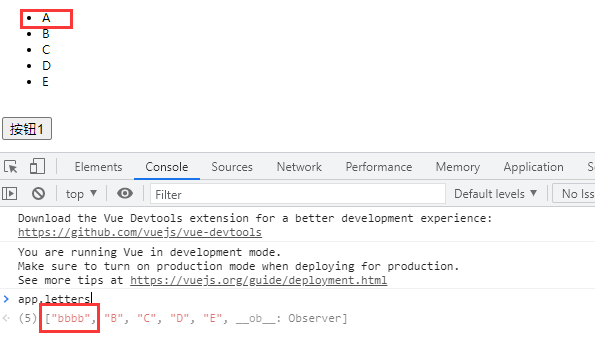 A
B
C
D
E
按钮1
Elements Console Sources Network Performance Memory Application Se
top ▼ Filter Default levels ▼ No Iss
Download the Vue Devtools extension for a better development experience:
https://github.com/vuejs/vue-devtools
You are running Vue in development mode.
Make sure to turn on production mode when deploying for production.
See more tips at https://vuejs.org/guide/deployment.html
> app.letters
(5) ["bbbb", "B", "C", "D", "E", __ob__: Observer]